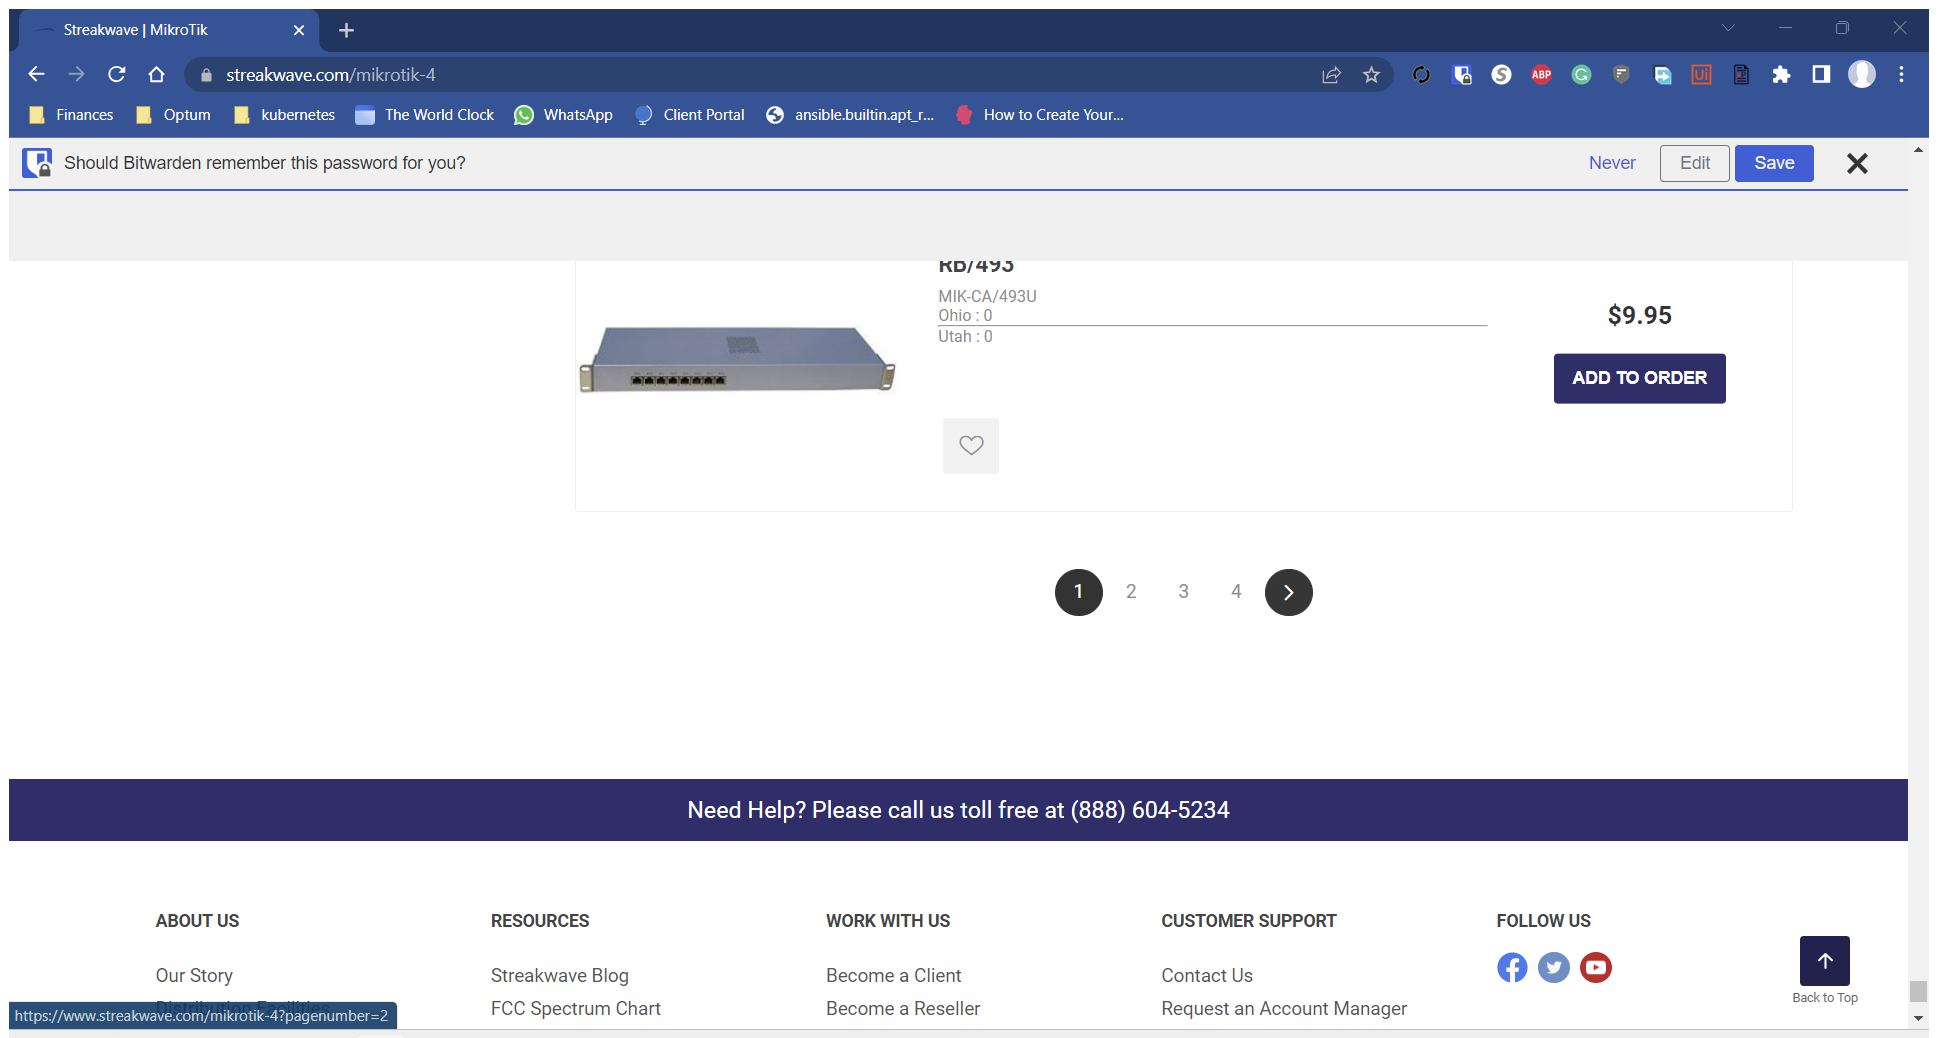 Streakwave | MikroTik
streakwave.com/mikrotik-4
ABP
Ui
Finances
Optum
kubernetes
The World Clock
WhatsApp
Client Portal
ansible.builtin.apt_r...
How to Create Your...
Should Bitwarden remember this password for you?
Never
Edit
Save
RB/493
MIK-CA/493U
Ohio : 0
Utah : 0
$9.95
ADD TO ORDER
1 2 3 4
Need Help? Please call us toll free at (888) 604-5234
ABOUT US
Our Story
Distribution Facilities
RESOURCES
Streakwave Blog
FCC Spectrum Chart
WORK WITH US
Become a Client
Become a Reseller
CUSTOMER SUPPORT
Contact Us
Request an Account Manager
FOLLOW US
Back to Top
https://www.streakwave.com/mikrotik-4?pagenumber=2